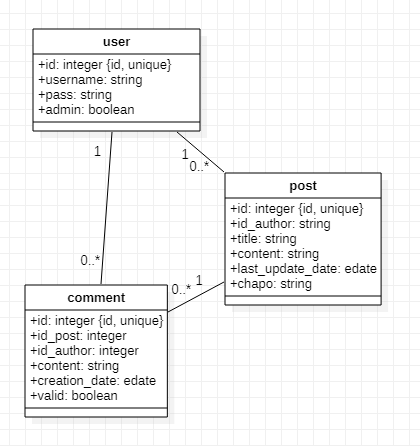 user
+id: integer {id, unique}
+username: string
+pass: string
+admin: boolean
1
1
0..*
post
+id: integer {id, unique}
+id_author: string
+title: string
+content: string
+last_update_date: edate
+chapo: string
0..*
1
0..*
comment
+id: integer {id, unique}
+id_post: integer
+id_author: integer
+content: string
+creation_date: edate
+valid: boolean